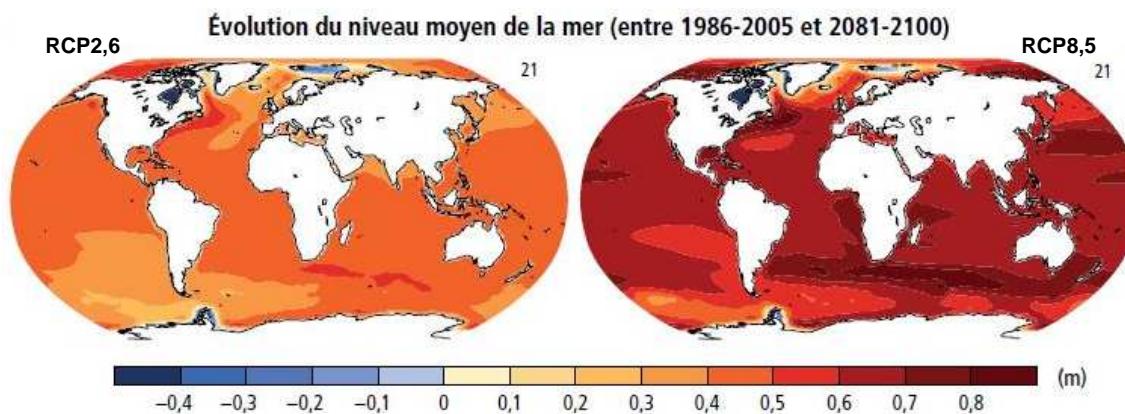 Évolution du niveau moyen de la mer (entre 1986-2005 et 2081-2100)
RCP2,6
RCP8,5
21
21
–0,4 –0,3 –0,2 –0,1 0 0,1 0,2 0,3 0,4 0,5 0,6 0,7 0,8 (m)